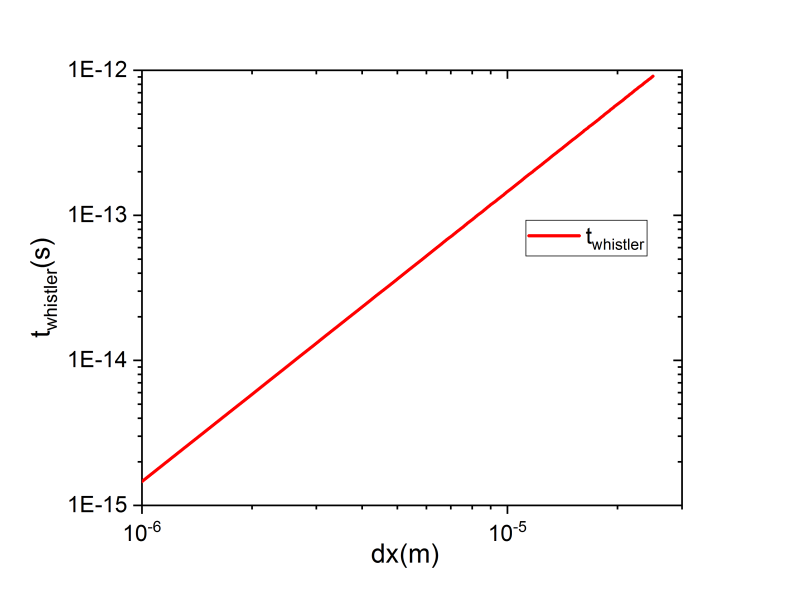 1E-12
1E-13
1E-14
1E-15
t_whistler(s)
t_whistler
10^-6
10^-5
dx(m)